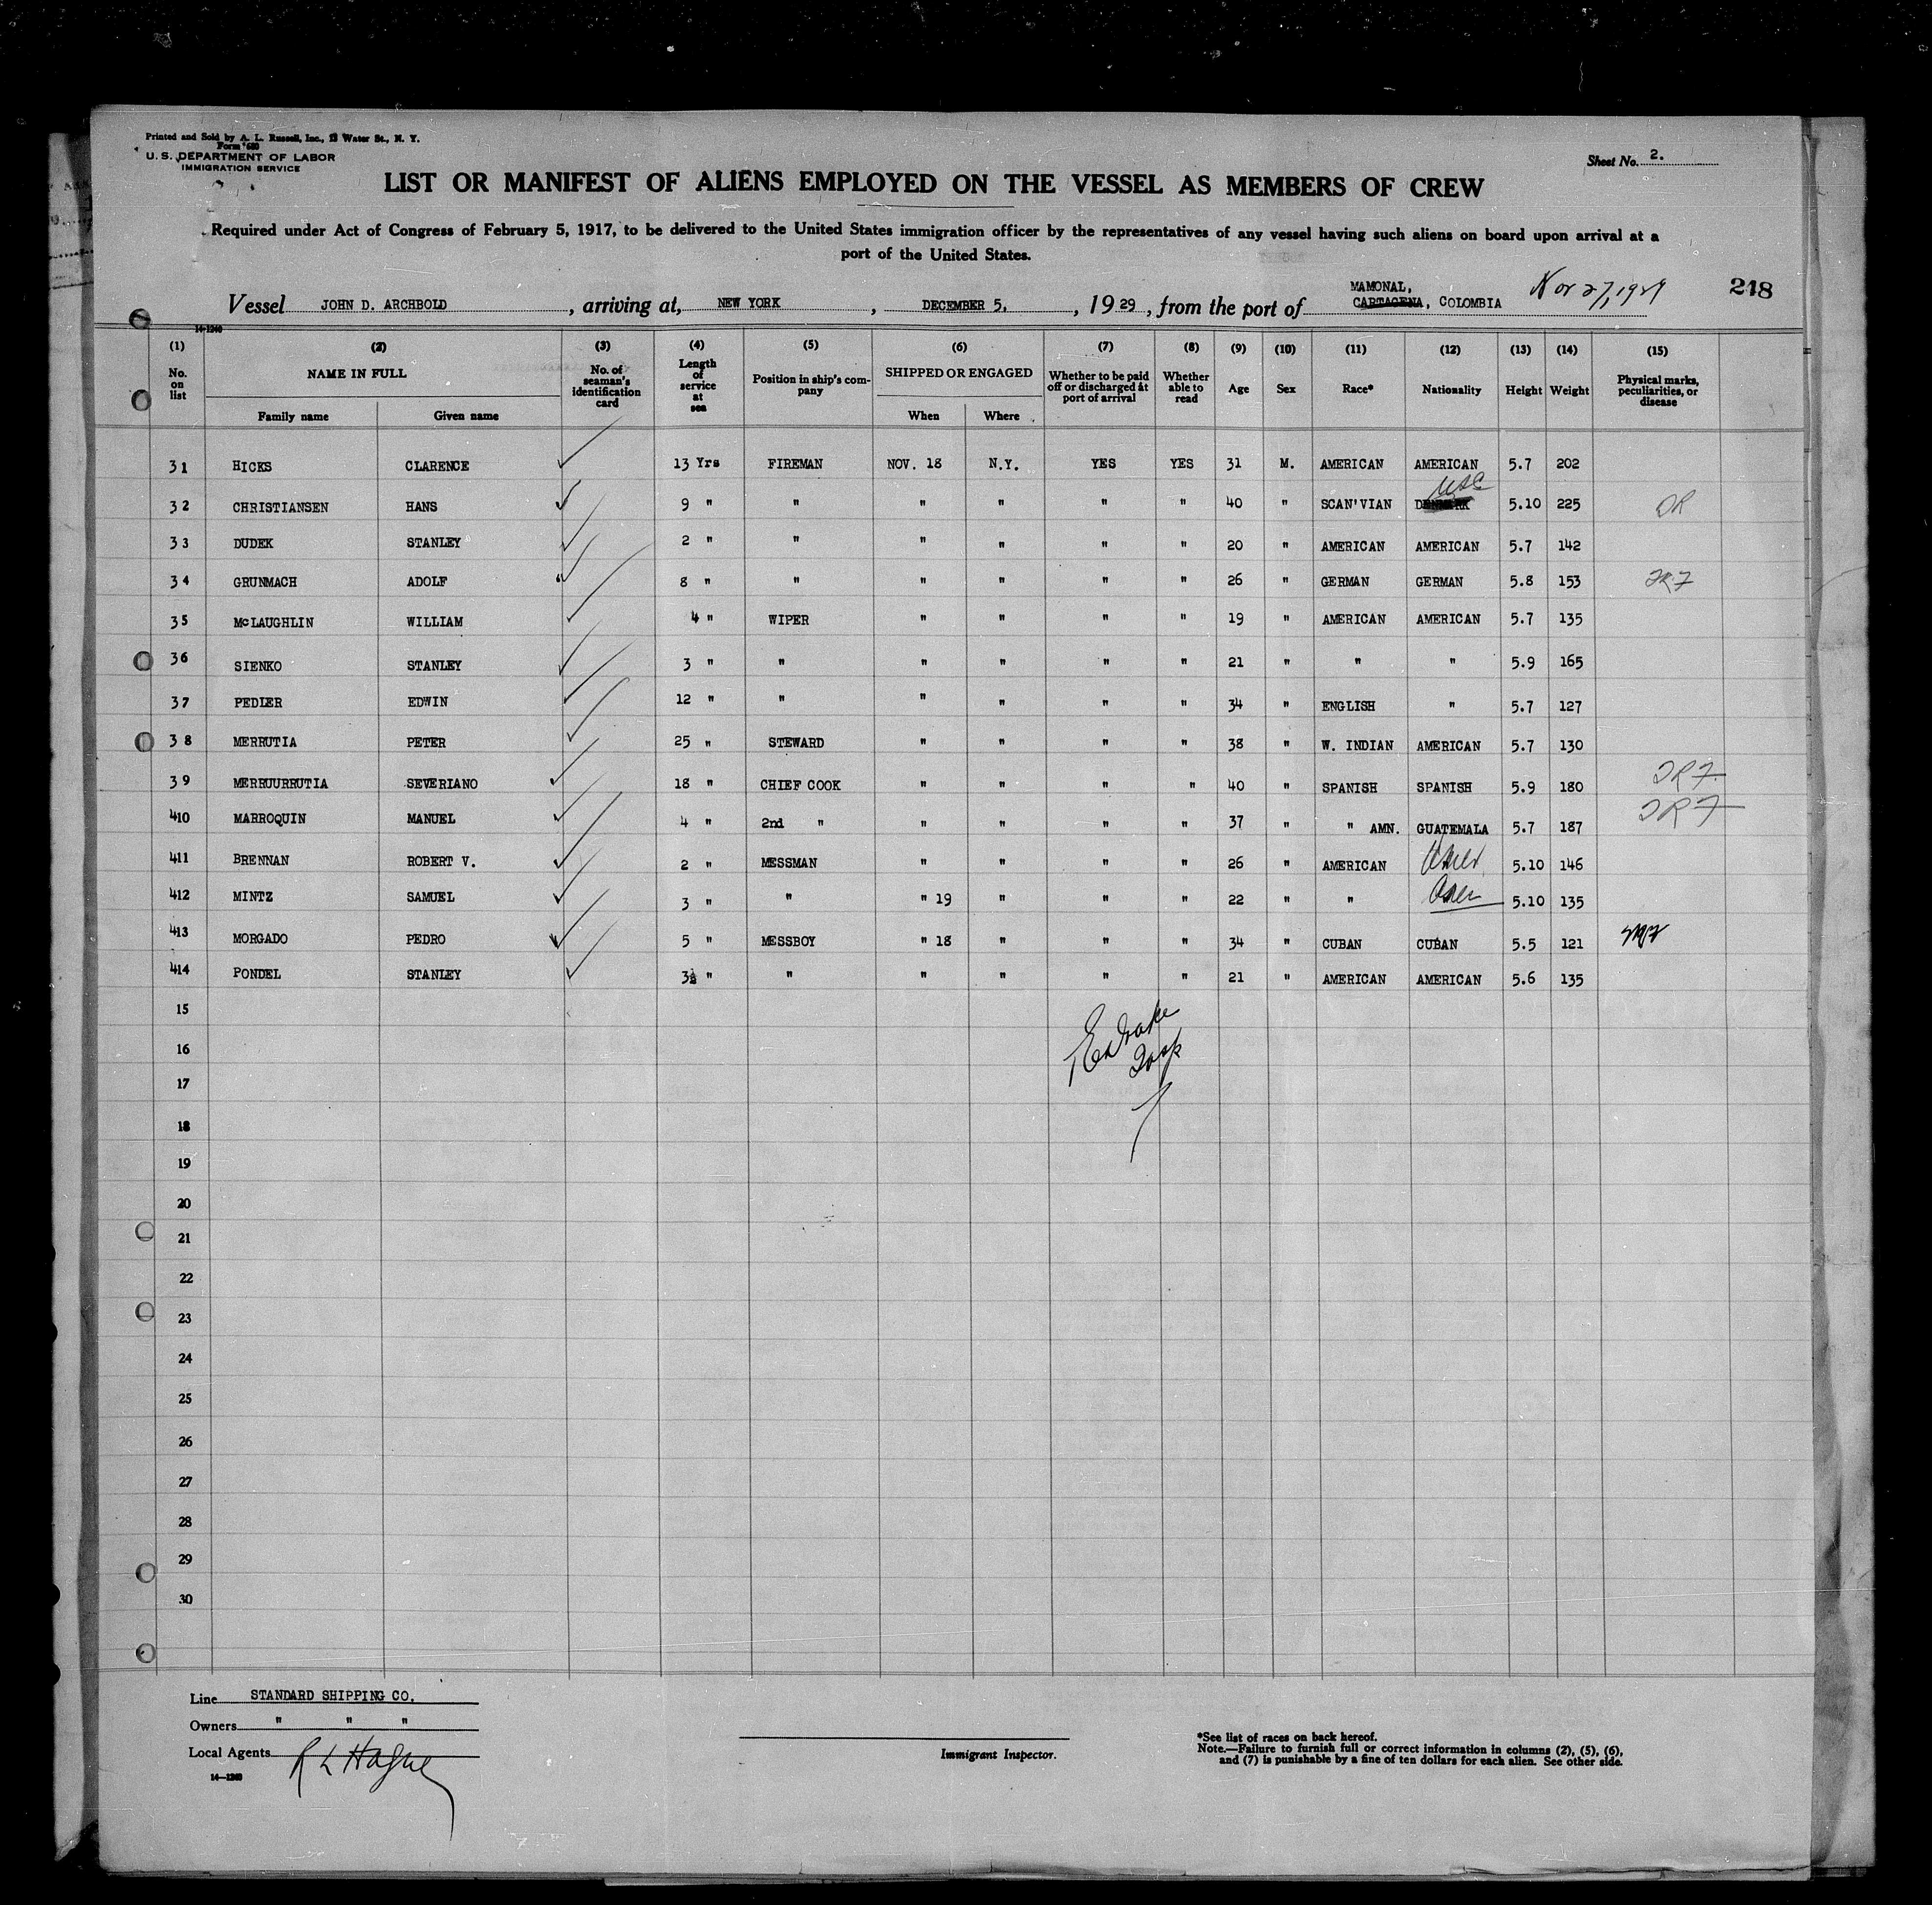 Printed and Sold by A. L. Russell, Inc., 13 Water St., N. Y.
Form 680
U. S. DEPARTMENT OF LABOR
IMMIGRATION SERVICE
Sheet No. 2.
LIST OR MANIFEST OF ALIENS EMPLOYED ON THE VESSEL AS MEMBERS OF CREW
Required under Act of Congress of February 5, 1917, to be delivered to the United States immigration officer by the representatives of any vessel having such aliens on board upon arrival at a
port of the United States.
MAMONAL,
Vessel JOHN D. ARCHBOLD, arriving at, NEW YORK, DECEMBER 5, 1929, from the port of CARTAGENA, COLOMBIA Nov 27, 1929 248
14-1240
(1) (2) (3) (4) (5) (6) (7) (8) (9) (10) (11) (12) (13) (14) (15)
No. on list NAME IN FULL No. of seaman's identification card Length of service at sea Position in ship's company SHIPPED OR ENGAGED Whether to be paid off or discharged at port of arrival Whether able to read Age Sex Race* Nationality Height Weight Physical marks, peculiarities, or disease
Family name Given name When Where
31 HICKS CLARENCE 13 Yrs FIREMAN NOV. 18 N.Y. YES YES 31 M. AMERICAN AMERICAN 5.7 202
USC
32 CHRISTIANSEN HANS 9 " " " " " " 40 " SCAN'VIAN DENMARK 5.10 225 DR
33 DUDEK STANLEY 2 " " " " " " 20 " AMERICAN AMERICAN 5.7 142
34 GRUNMACH ADOLF 8 " " " " " " 26 " GERMAN GERMAN 5.8 153
35 McLAUGHLIN WILLIAM 4 " WIPER " " " " 19 " AMERICAN AMERICAN 5.7 135
36 SIENKO STANLEY 3 " " " " " " 21 " " " 5.9 165
37 PEDLER EDWIN 12 " " " " " " 34 " ENGLISH " 5.7 127
38 MERRUTIA PETER 25 " STEWARD " " " " 38 " W. INDIAN AMERICAN 5.7 130
39 MERRUURRUTIA SEVERIANO 18 " CHIEF COOK " " " " 40 " SPANISH SPANISH 5.9 180
410 MARROQUIN MANUEL 4 " 2nd " " " " " 37 " " AMN. GUATEMALA 5.7 187
411 BRENNAN ROBERT V. 2 " MESSMAN " " " " 26 " AMERICAN Amer 5.10 146
412 MINTZ SAMUEL 3 " " " 19 " " " 22 " " Amer 5.10 135
413 MORGADO PEDRO 5 " MESSBOY " 18 " " " 34 " CUBAN CUBAN 5.5 121
414 PONDEL STANLEY 3½ " " " " " " 21 " AMERICAN AMERICAN 5.6 135
15
16
17
18
19
20
21
22
23
24
25
26
27
28
29
30
Line STANDARD SHIPPING CO.
Owners " " "
Local Agents R L Hague
14—1240
Immigrant Inspector.
*See list of races on back hereof.
Note.—Failure to furnish full or correct information in columns (2), (5), (6),
and (7) is punishable by a fine of ten dollars for each alien. See other side.